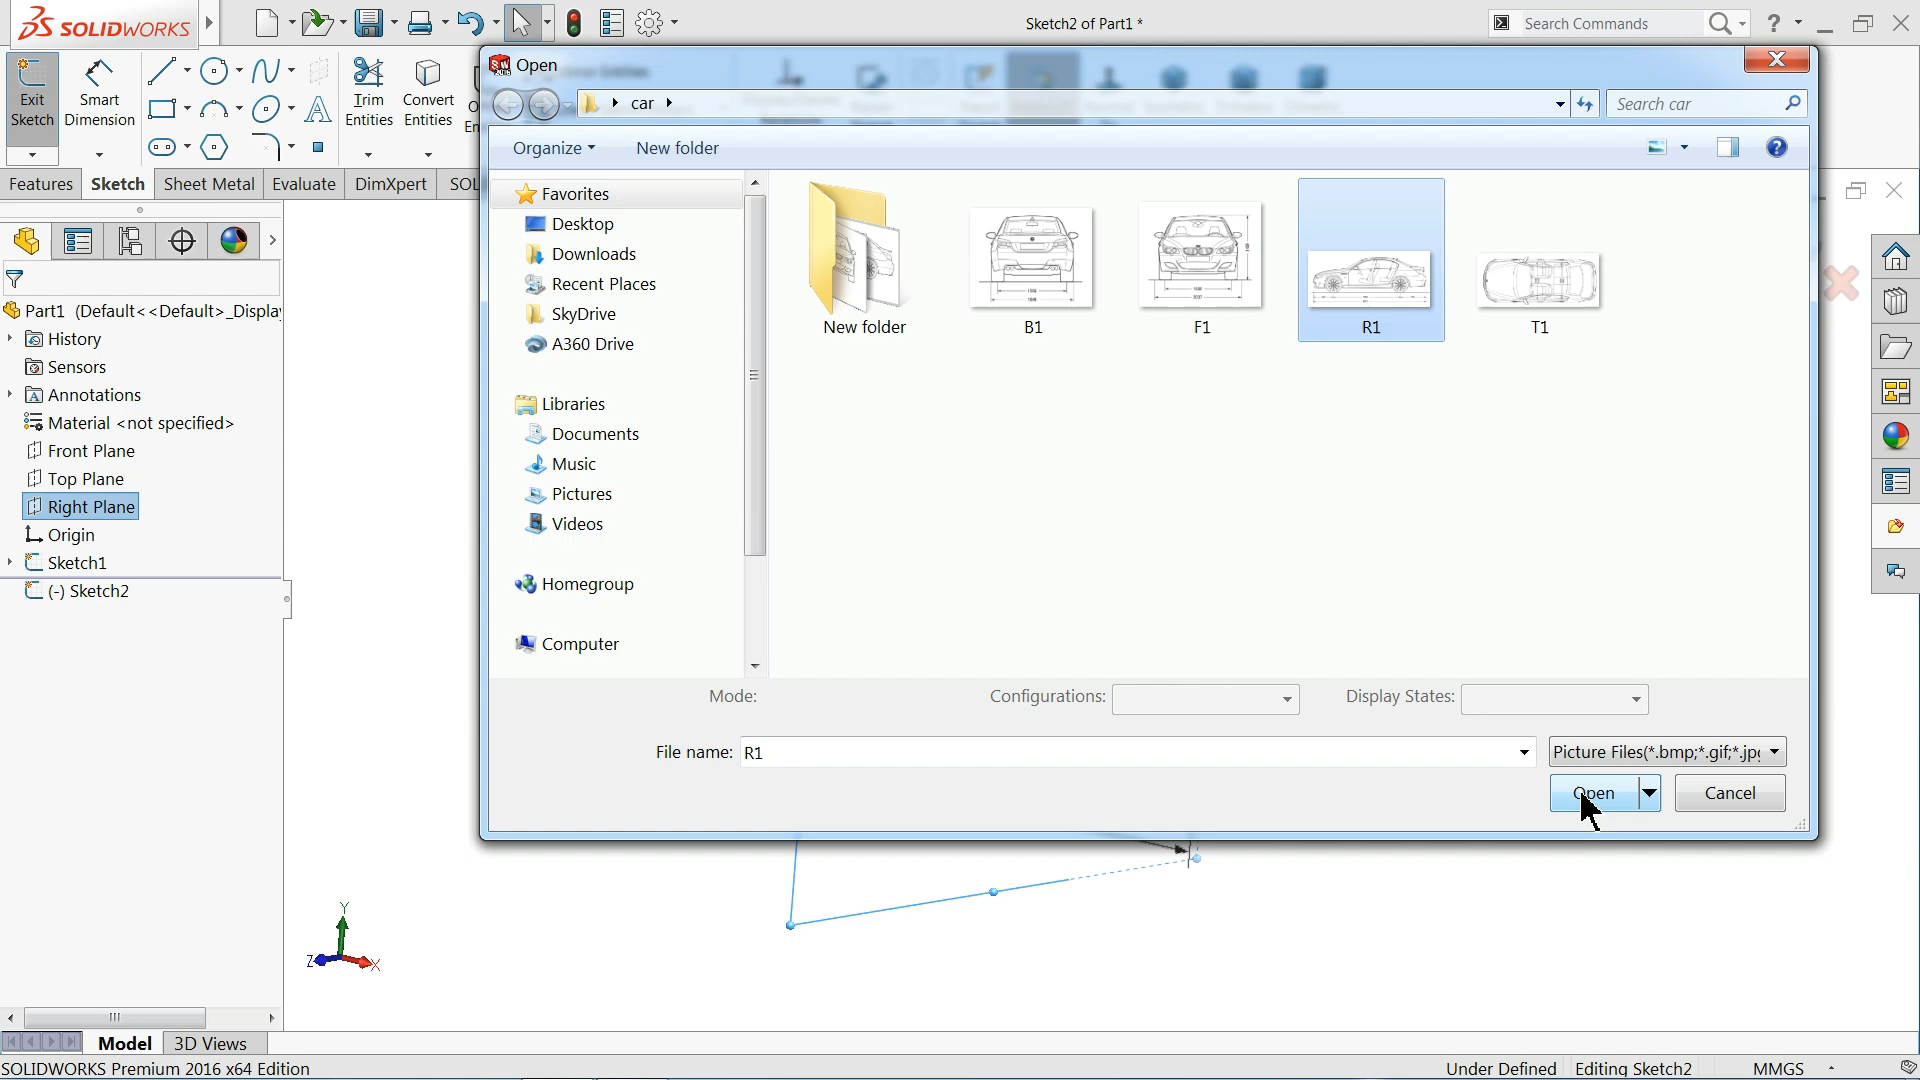 SOLIDWORKS
Sketch2 of Part1 *
Search Commands
Exit Sketch
Smart Dimension
Trim Entities
Convert Entities
Features
Sketch
Sheet Metal
Evaluate
DimXpert
SOL
Open
car
Search car
Organize
New folder
Favorites
Desktop
Downloads
Recent Places
SkyDrive
A360 Drive
Libraries
Documents
Music
Pictures
Videos
Homegroup
Computer
New folder
B1
F1
R1
T1
Mode:
Configurations:
Display States:
File name:
R1
Picture Files(*.bmp;*.gif;*.jp
Open
Cancel
Part1 (Default<<Default>_Display
History
Sensors
Annotations
Material <not specified>
Front Plane
Top Plane
Right Plane
Origin
Sketch1
(-) Sketch2
Y
Z
X
Model
3D Views
SOLIDWORKS Premium 2016 x64 Edition
Under Defined
Editing Sketch2
MMGS